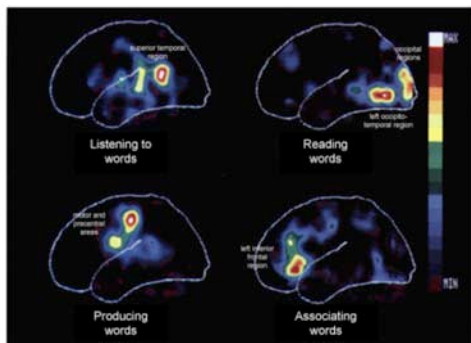 superior temporal
region
Listening to
words
occipital
regions
left occipito-
temporal region
Reading
words
MAX
motor and
precentral
areas
Producing
words
left inferior
frontal
region
Associating
words
MIN